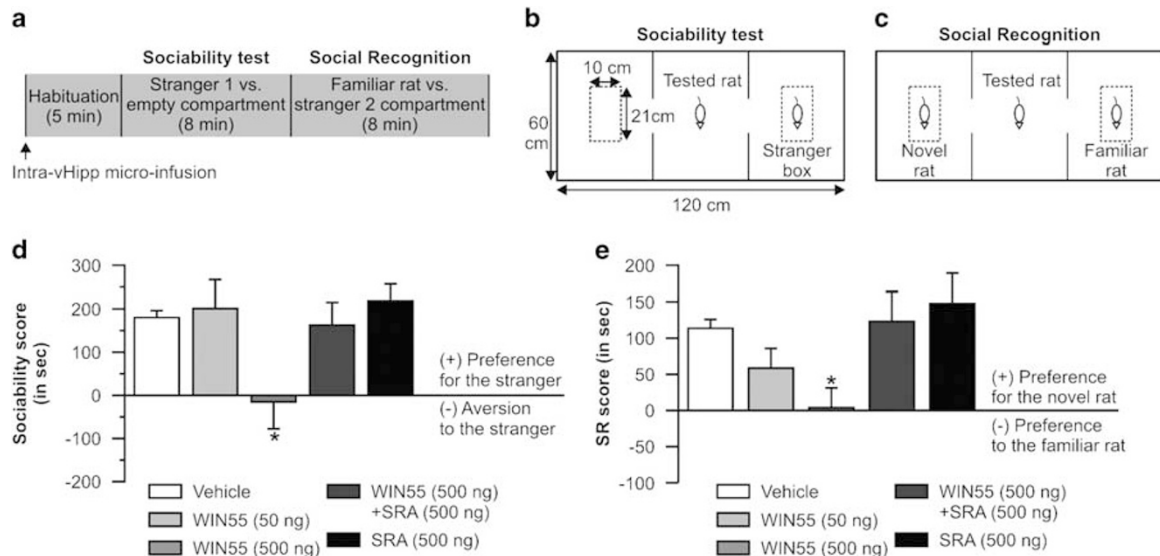 a
Sociability test
Social Recognition
Habituation
(5 min)
Stranger 1 vs.
empty compartment
(8 min)
Familiar rat vs.
stranger 2 compartment
(8 min)
Intra-vHipp micro-infusion
b
Sociability test
10 cm
Tested rat
21cm
60
cm
Stranger
box
120 cm
c
Social Recognition
Tested rat
Novel
rat
Familiar
rat
d
Sociability score
(in sec)
300
200
100
0
-100
-200
*
(+) Preference
for the stranger
(-) Aversion
to the stranger
Vehicle
WIN55 (50 ng)
WIN55 (500 ng)
WIN55 (500 ng)
+SRA (500 ng)
SRA (500 ng)
e
SR score (in sec)
200
150
100
50
0
-50
-100
*
(+) Preference
for the novel rat
(-) Preference
to the familiar rat
Vehicle
WIN55 (50 ng)
WIN55 (500 ng)
WIN55 (500 ng)
+SRA (500 ng)
SRA (500 ng)